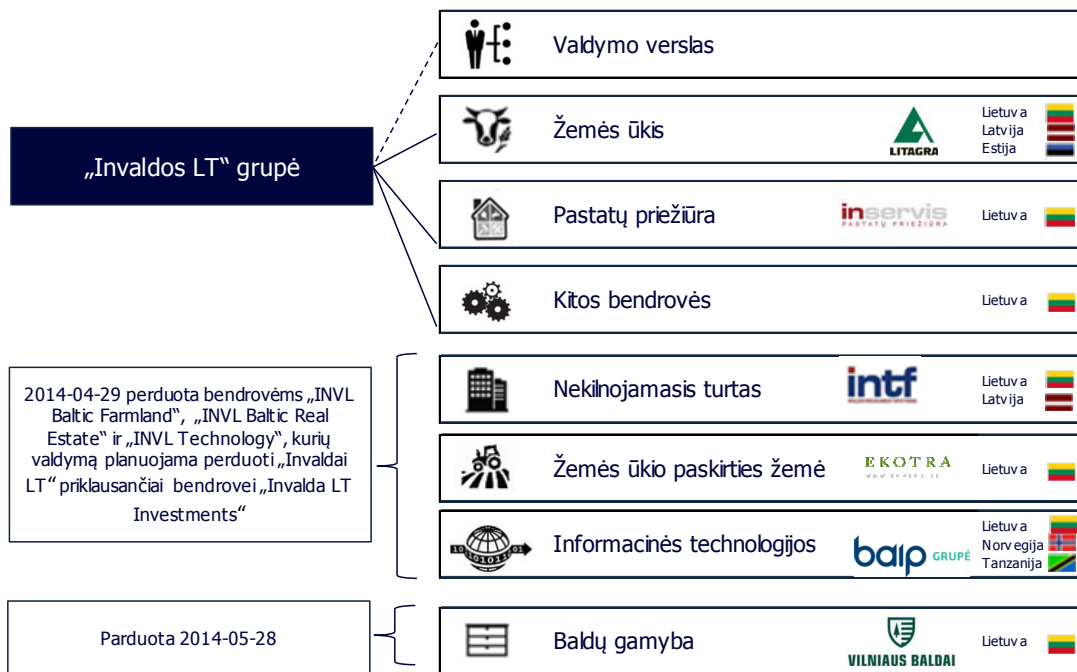 Valdymo verslas
„Invaldos LT“ grupė
Žemės ūkis
LITAGRA
Lietuva
Latvija
Estija
Pastatų priežiūra
inservis
PASTATŲ PRIEŽIŪRA
Lietuva
Kitos bendrovės
Lietuva
2014-04-29 perduota bendrovėms „INVL
Baltic Farmland“, „INVL Baltic Real
Estate“ ir „INVL Technology“, kurių
valdymą planuojama perduoti „Invaldai
LT“ priklausančiai bendrovei „Invalda LT
Investments“
Nekilnojamasis turtas
intf
Lietuva
Latvija
Žemės ūkio paskirties žemė
EKOTRA
Lietuva
Informacinės technologijos
baip GRUPĖ
Lietuva
Norvegija
Tanzanija
Parduota 2014-05-28
Baldų gamyba
VILNIAUS BALDAI
Lietuva